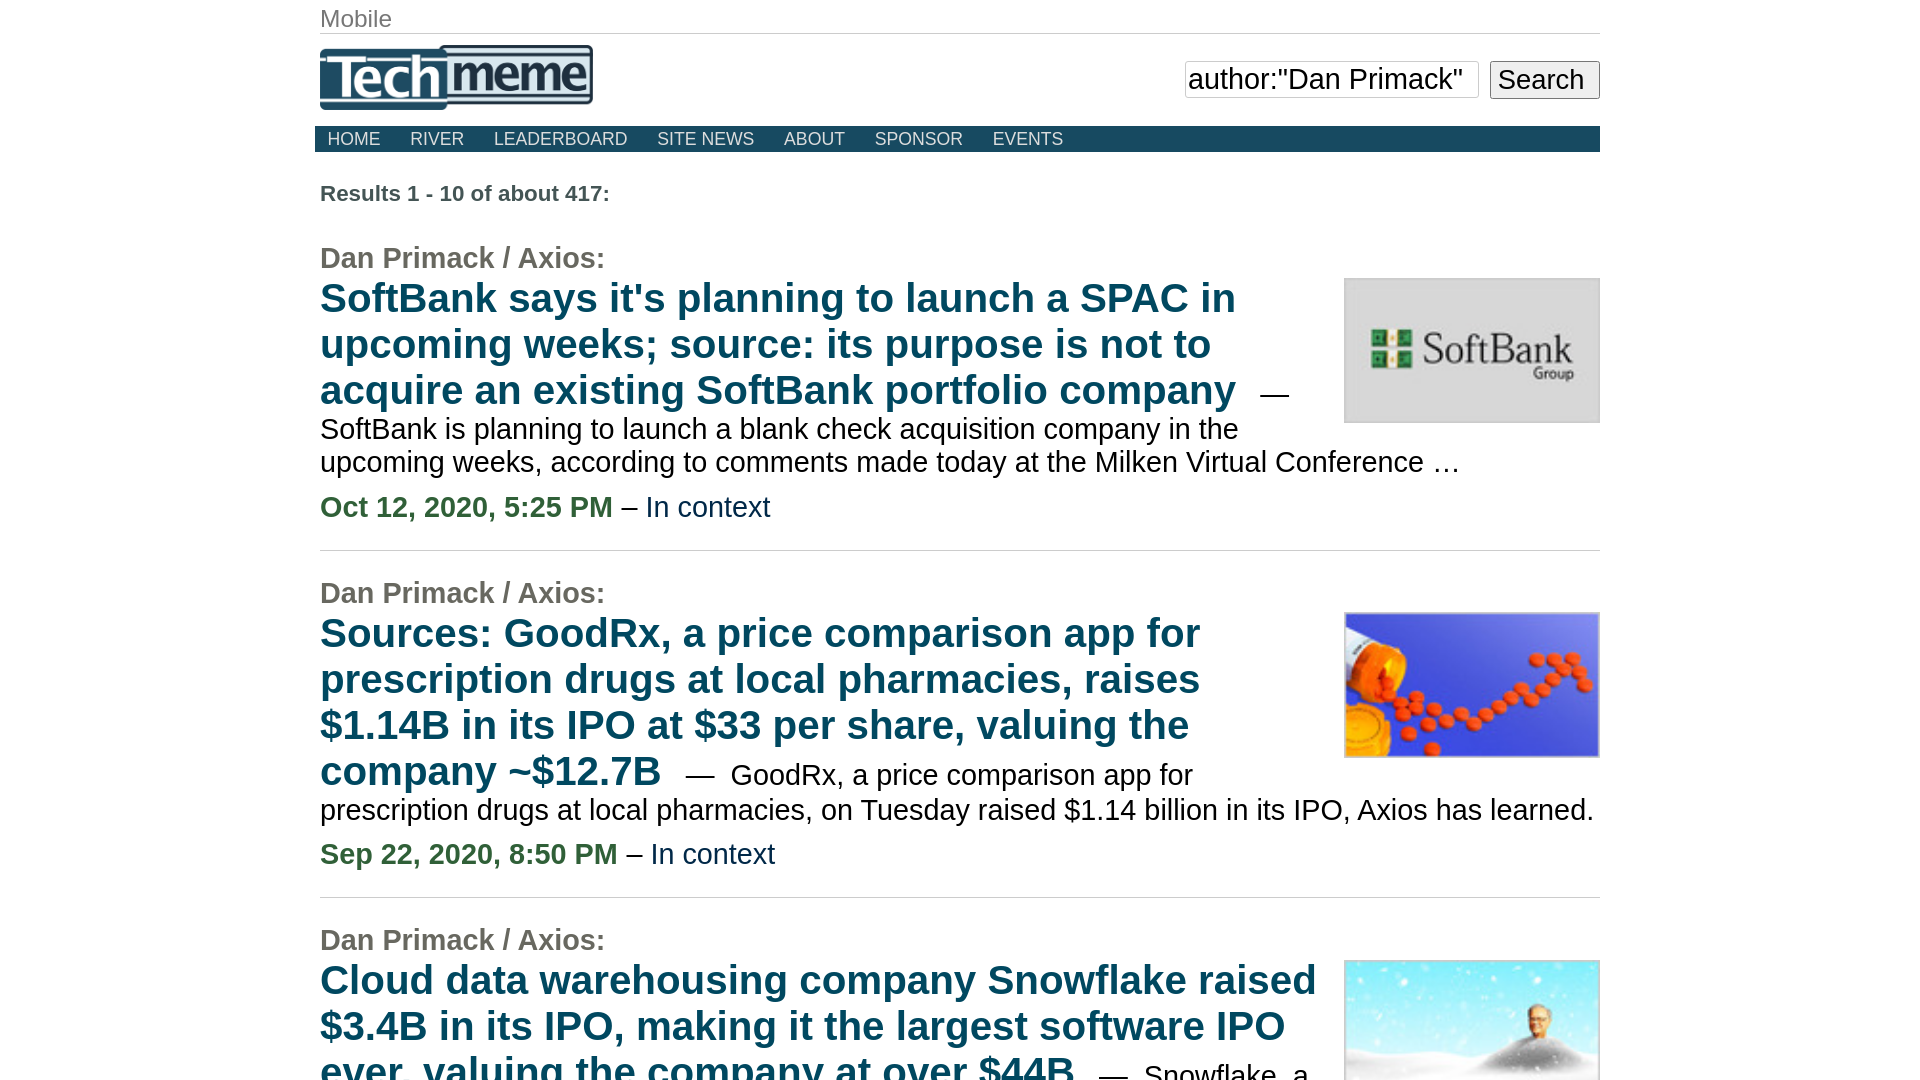 Mobile
Techmeme
author:"Dan Primack" Search
HOME RIVER LEADERBOARD SITE NEWS ABOUT SPONSOR EVENTS
Results 1 - 10 of about 417:
Dan Primack / Axios:
SoftBank says it's planning to launch a SPAC in
upcoming weeks; source: its purpose is not to
acquire an existing SoftBank portfolio company —
SoftBank is planning to launch a blank check acquisition company in the
upcoming weeks, according to comments made today at the Milken Virtual Conference …
SoftBank
Group
Oct 12, 2020, 5:25 PM – In context
Dan Primack / Axios:
Sources: GoodRx, a price comparison app for
prescription drugs at local pharmacies, raises
$1.14B in its IPO at $33 per share, valuing the
company ~$12.7B — GoodRx, a price comparison app for
prescription drugs at local pharmacies, on Tuesday raised $1.14 billion in its IPO, Axios has learned.
Sep 22, 2020, 8:50 PM – In context
Dan Primack / Axios:
Cloud data warehousing company Snowflake raised
$3.4B in its IPO, making it the largest software IPO
ever, valuing the company at over $44B — Snowflake, a